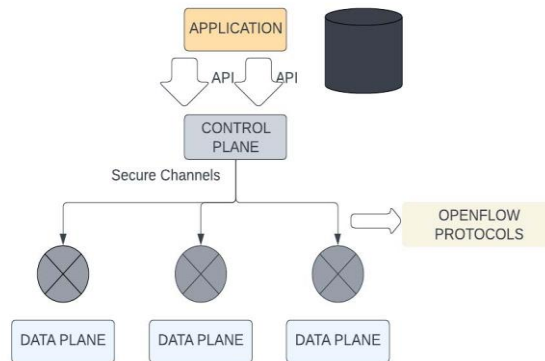 APPLICATION
API API
CONTROL
PLANE
Secure Channels
OPENFLOW
PROTOCOLS
DATA PLANE DATA PLANE DATA PLANE